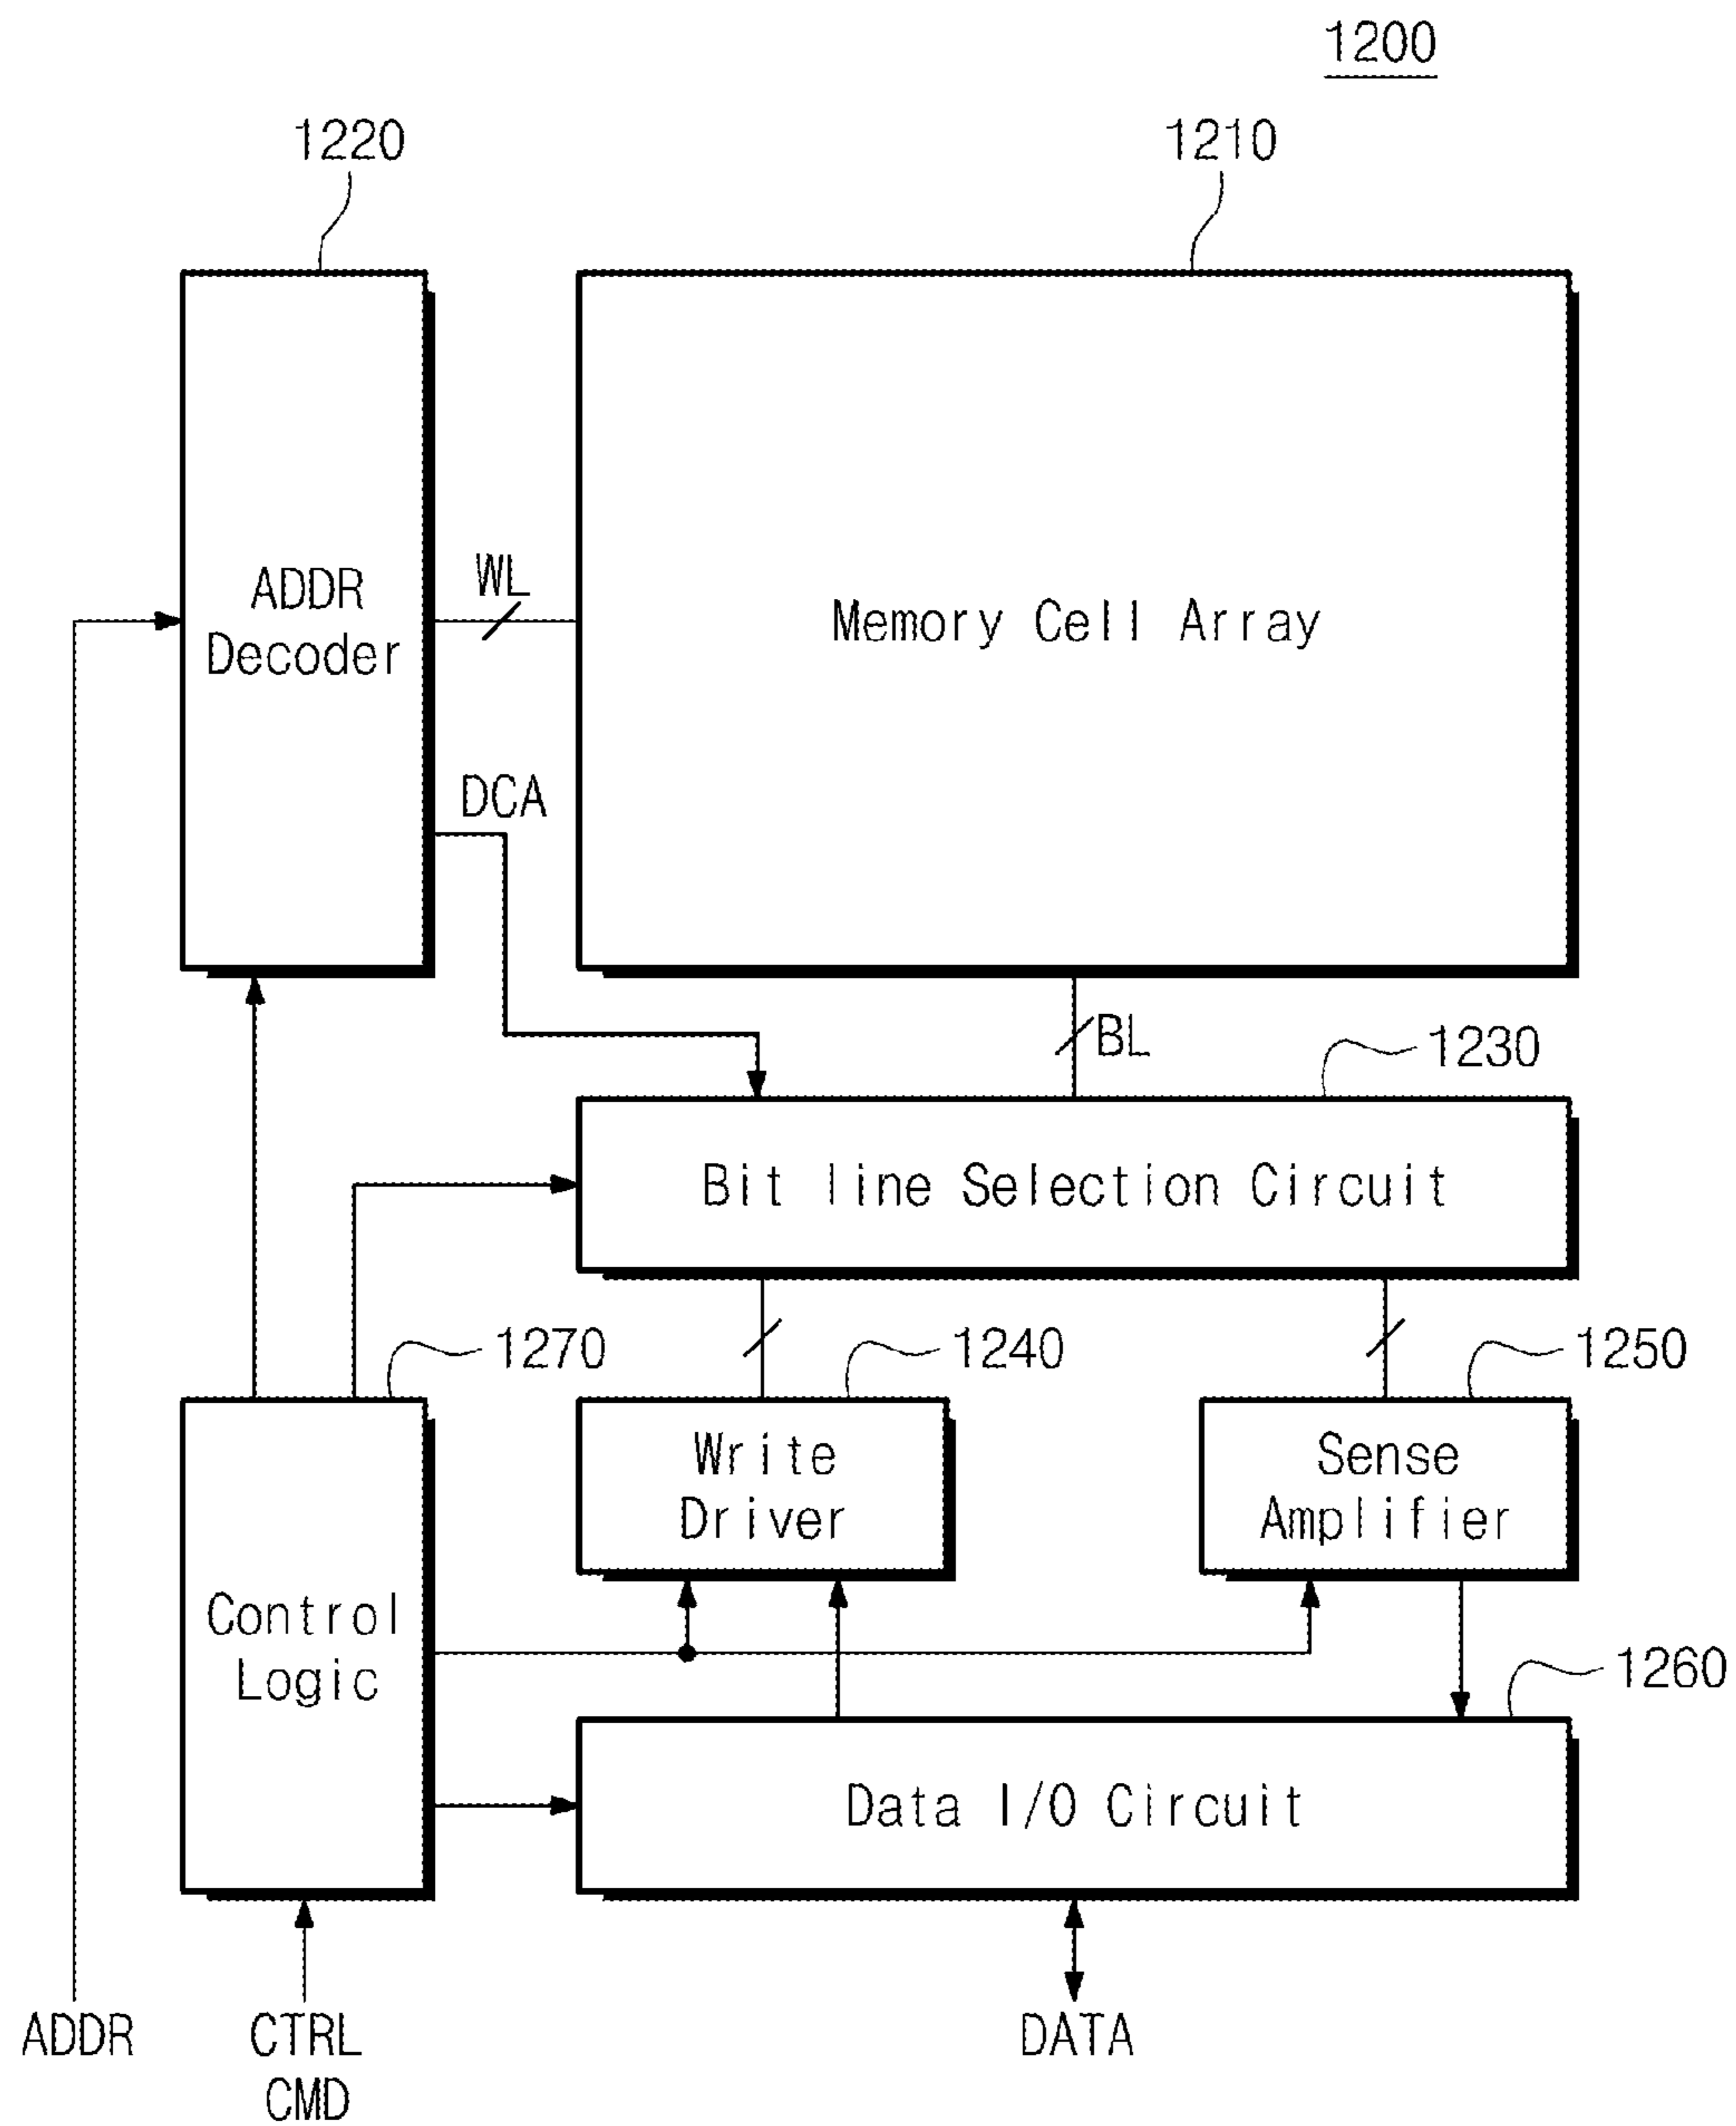 1200
1220
1210
ADDR
Decoder
WL
Memory Cell Array
DCA
BL
1230
Bit line Selection Circuit
1270
1240
1250
Write
Driver
Sense
Amplifier
Control
Logic
1260
Data I/O Circuit
ADDR
CTRL
CMD
DATA